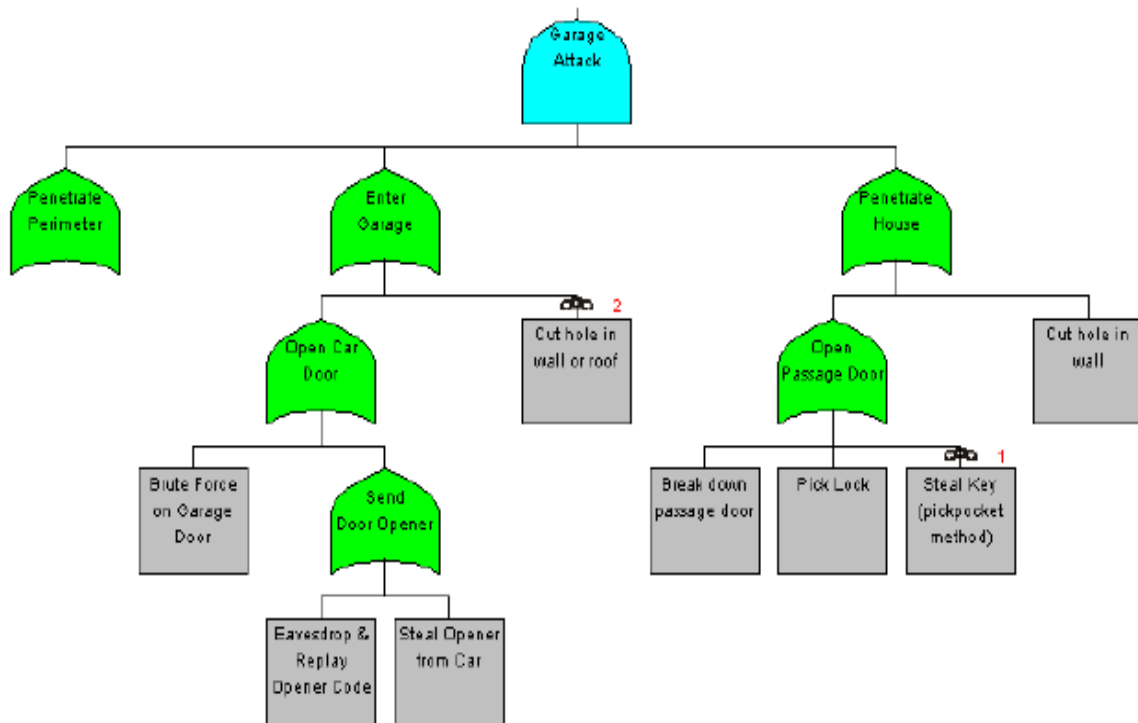 Garage
Attack
Penetrate
Perimeter
Enter
Garage
Penetrate
House
2
Open Car
Door
Cut hole in
wall or roof
Open
Passage Door
Cut hole in
wall
1
Brute Force
on Garage
Door
Send
Door Opener
Break down
passage door
Pick Lock
Steal Key
(pickpocket
method)
Eavesdrop &
Replay
Opener Code
Steal Opener
from Car